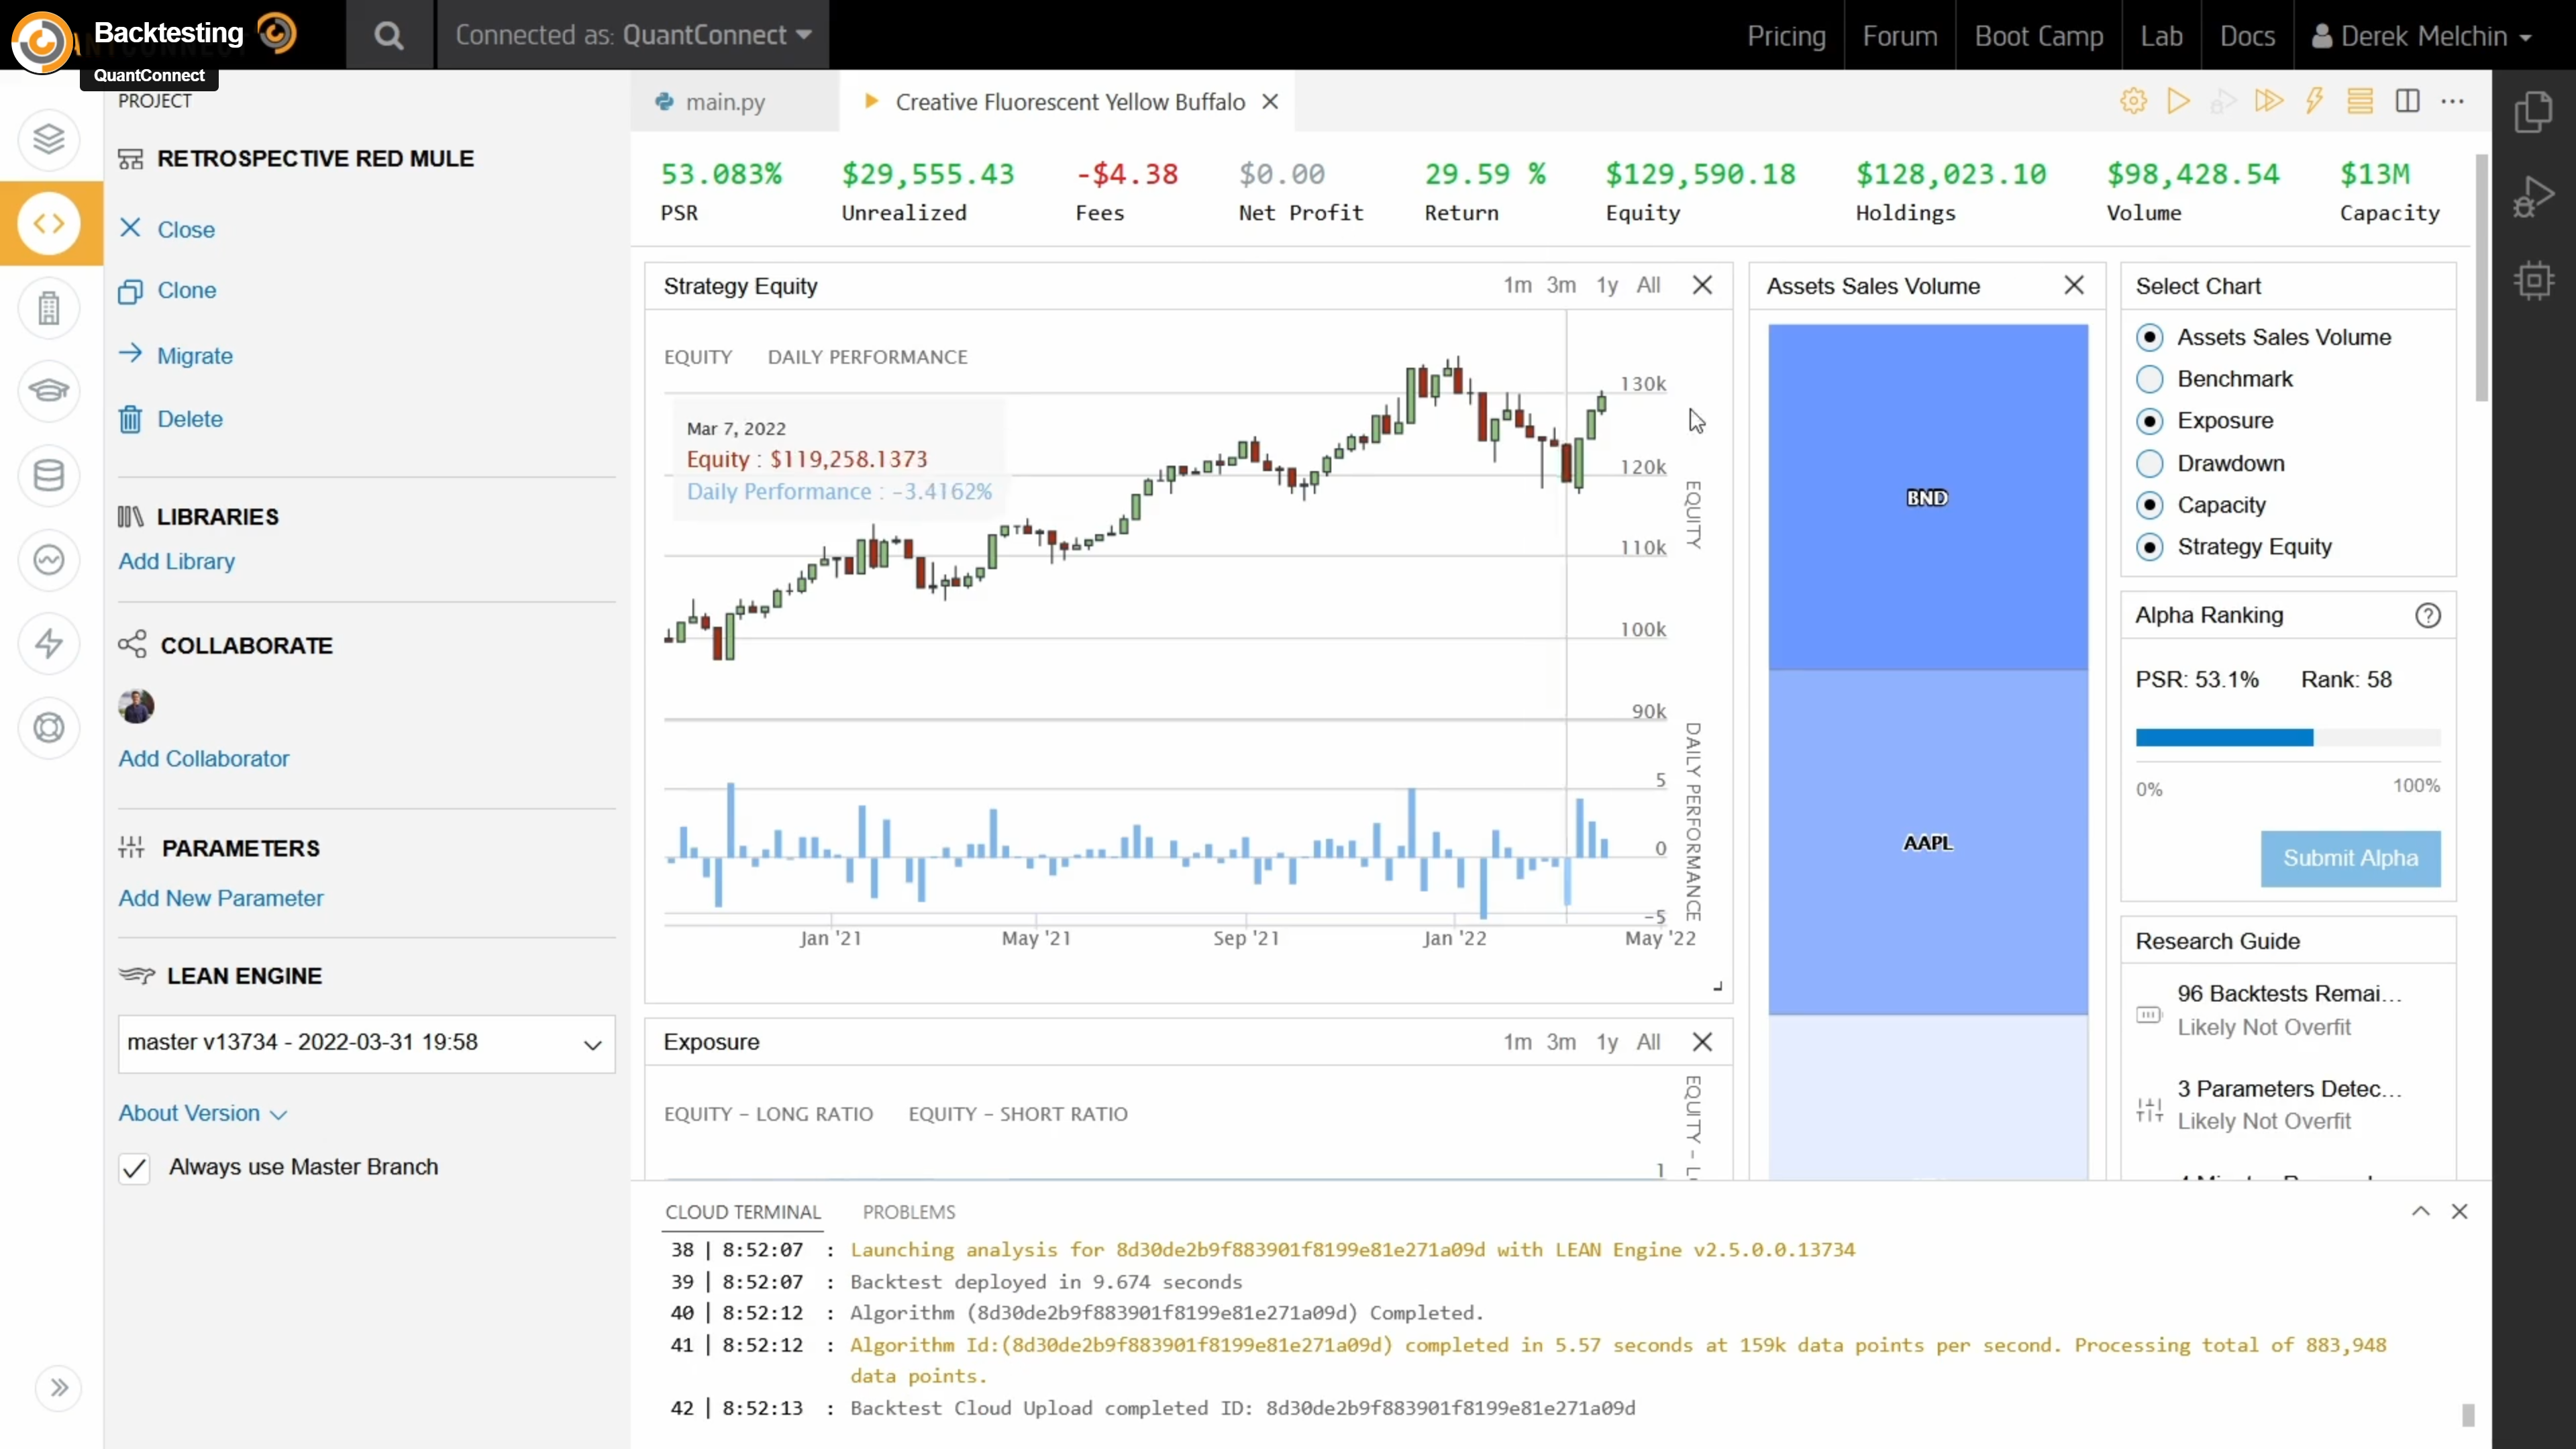 Backtesting
QuantConnect
Connected as: QuantConnect
Pricing
Forum
Boot Camp
Lab
Docs
Derek Melchin
PROJECT
RETROSPECTIVE RED MULE
Close
Clone
Migrate
Delete
LIBRARIES
Add Library
COLLABORATE
Add Collaborator
PARAMETERS
Add New Parameter
LEAN ENGINE
master v13734 - 2022-03-31 19:58
About Version
Always use Master Branch
main.py
Creative Fluorescent Yellow Buffalo
53.083% $29,555.43 -$4.38 $0.00 29.59 % $129,590.18 $128,023.10 $98,428.54 $13M
PSR Unrealized Fees Net Profit Return Equity Holdings Volume Capacity
Strategy Equity
1m 3m 1y All
EQUITY DAILY PERFORMANCE
Mar 7, 2022
Equity : $119,258.1373
Daily Performance : -3.4162%
130k
120k
110k
100k
90k
EQUITY
5
0
-5
DAILY PERFORMANCE
Jan '21 May '21 Sep '21 Jan '22 May '22
Exposure
1m 3m 1y All
EQUITY - LONG RATIO EQUITY - SHORT RATIO
1
EQUITY - L
Assets Sales Volume
BND
AAPL
Select Chart
Assets Sales Volume
Benchmark
Exposure
Drawdown
Capacity
Strategy Equity
Alpha Ranking
PSR: 53.1% Rank: 58
0% 100%
Submit Alpha
Research Guide
96 Backtests Remai...
Likely Not Overfit
3 Parameters Detec...
Likely Not Overfit
CLOUD TERMINAL PROBLEMS
38 | 8:52:07 : Launching analysis for 8d30de2b9f883901f8199e81e271a09d with LEAN Engine v2.5.0.0.13734
39 | 8:52:07 : Backtest deployed in 9.674 seconds
40 | 8:52:12 : Algorithm (8d30de2b9f883901f8199e81e271a09d) Completed.
41 | 8:52:12 : Algorithm Id:(8d30de2b9f883901f8199e81e271a09d) completed in 5.57 seconds at 159k data points per second. Processing total of 883,948
data points.
42 | 8:52:13 : Backtest Cloud Upload completed ID: 8d30de2b9f883901f8199e81e271a09d